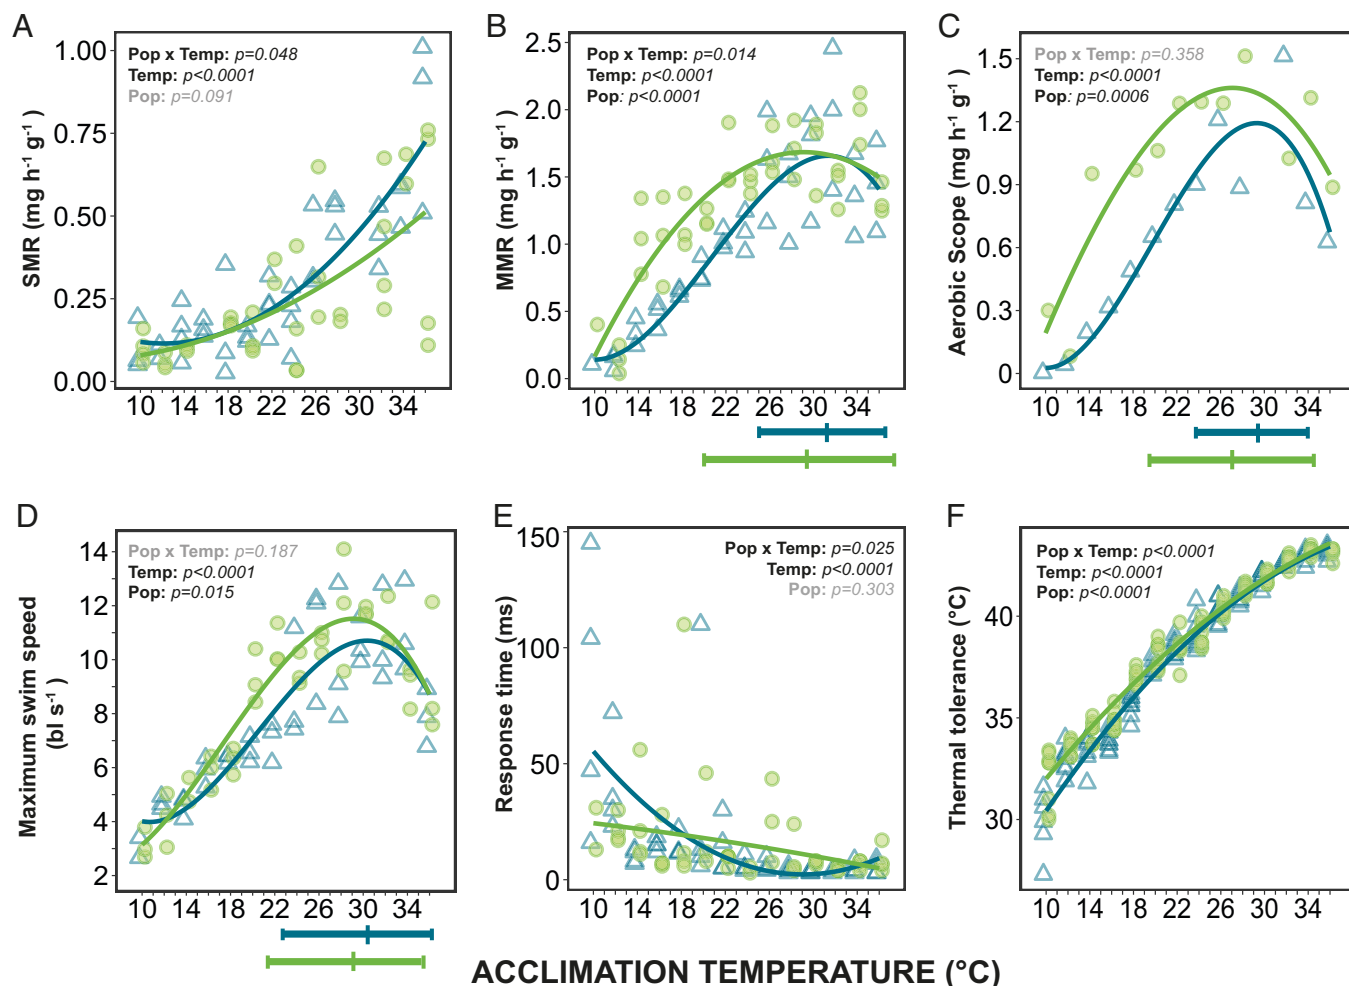 A
Pop x Temp: p=0.048
Temp: p<0.0001
Pop: p=0.091
SMR (mg h-1 g-1)
1.00
0.75
0.50
0.25
0.00
10 14 18 22 26 30 34
B
Pop x Temp: p=0.014
Temp: p<0.0001
Pop: p<0.0001
MMR (mg h-1 g-1)
2.5
2.0
1.5
1.0
0.5
0.0
10 14 18 22 26 30 34
C
Pop x Temp: p=0.358
Temp: p<0.0001
Pop: p=0.0006
Aerobic Scope (mg h-1 g-1)
1.5
1.2
0.9
0.6
0.3
0
10 14 18 22 26 30 34
D
Pop x Temp: p=0.187
Temp: p<0.0001
Pop: p=0.015
Maximum swim speed
(bl s-1)
14
12
10
8
6
4
2
10 14 18 22 26 30 34
E
Pop x Temp: p=0.025
Temp: p<0.0001
Pop: p=0.303
Response time (ms)
150
100
50
0
10 14 18 22 26 30 34
F
Pop x Temp: p<0.0001
Temp: p<0.0001
Pop: p<0.0001
Thermal tolerance (°C)
40
35
30
10 14 18 22 26 30 34
ACCLIMATION TEMPERATURE (°C)